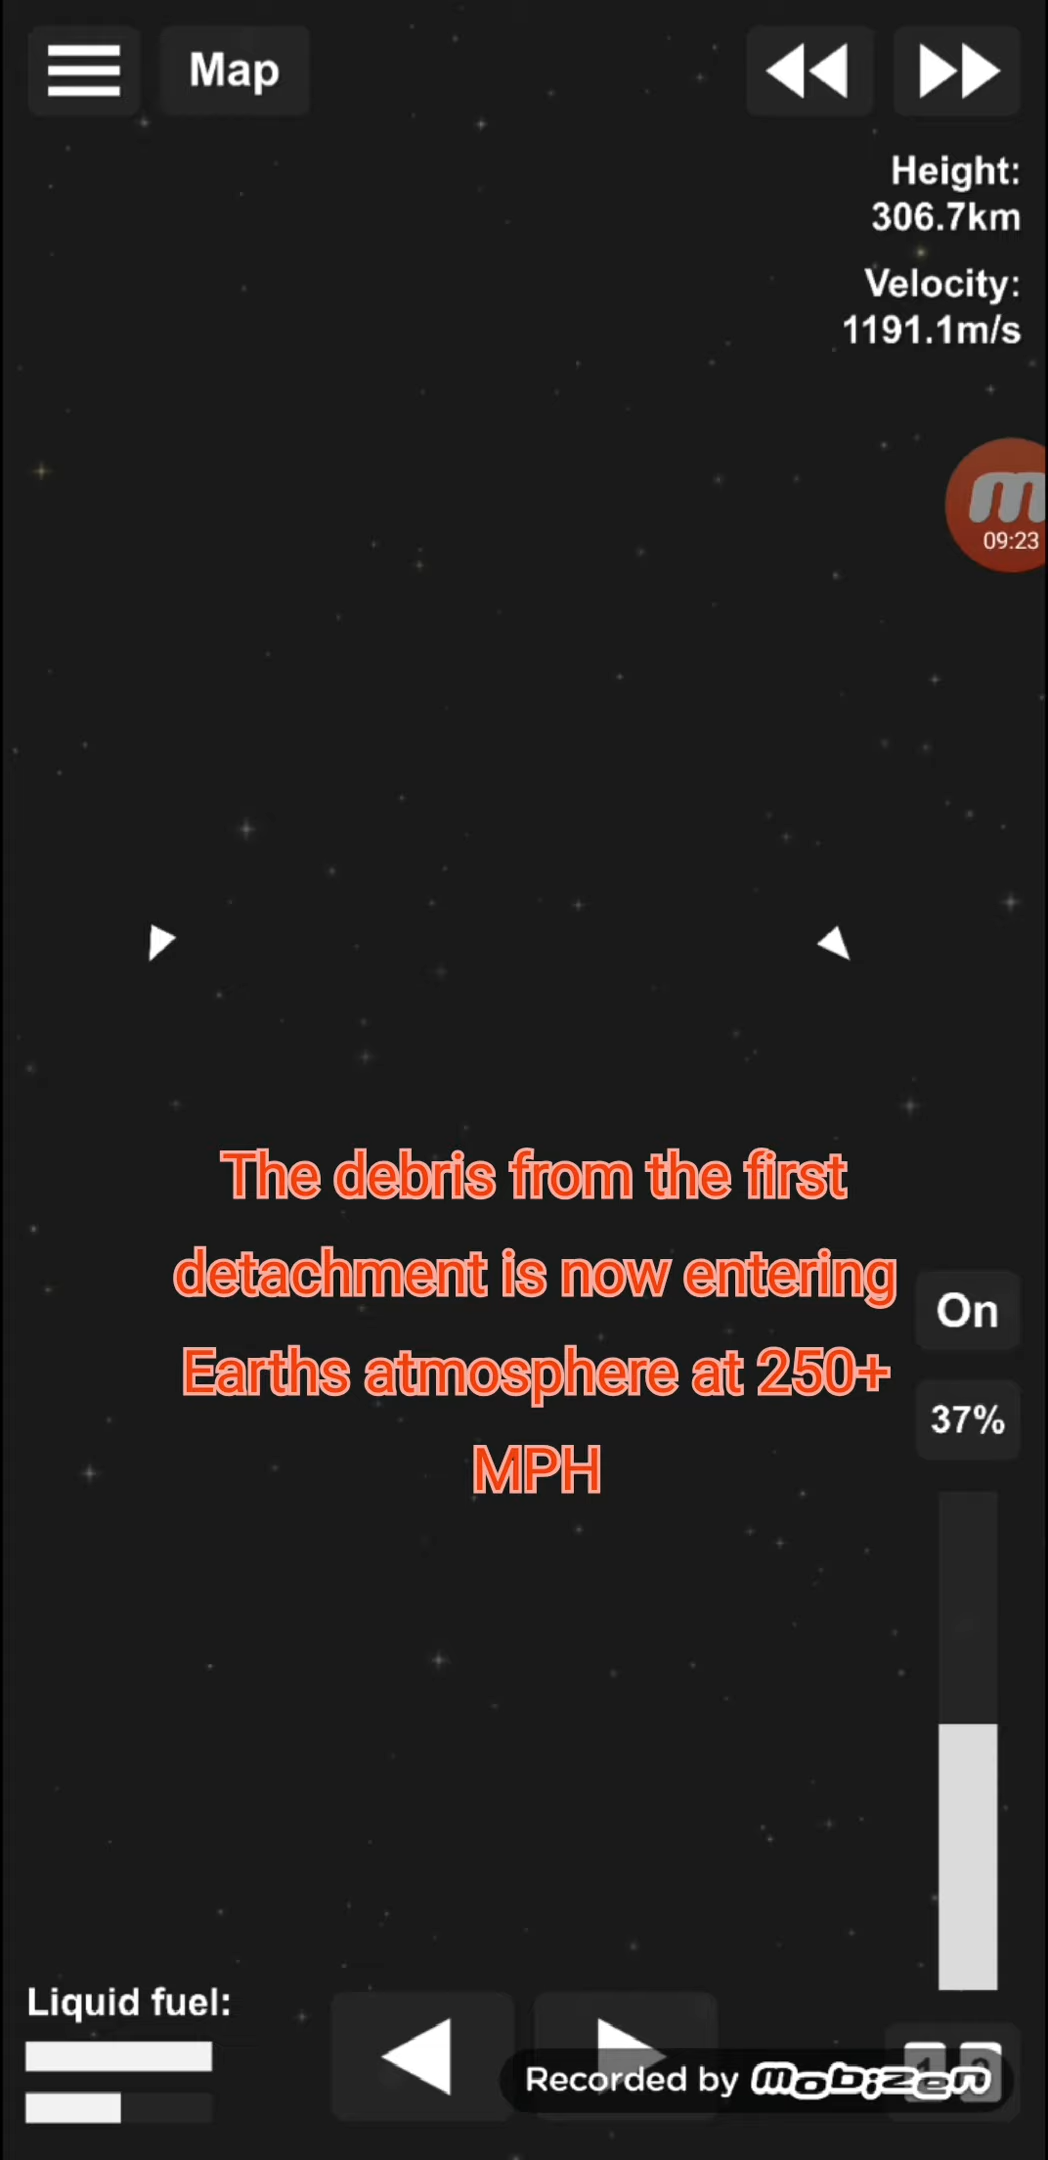 Map
Height:
306.7km
Velocity:
1191.1m/s
m
09:23
The debris from the first
detachment is now entering
Earths atmosphere at 250+
MPH
On
37%
Liquid fuel:
Recorded by mobizen